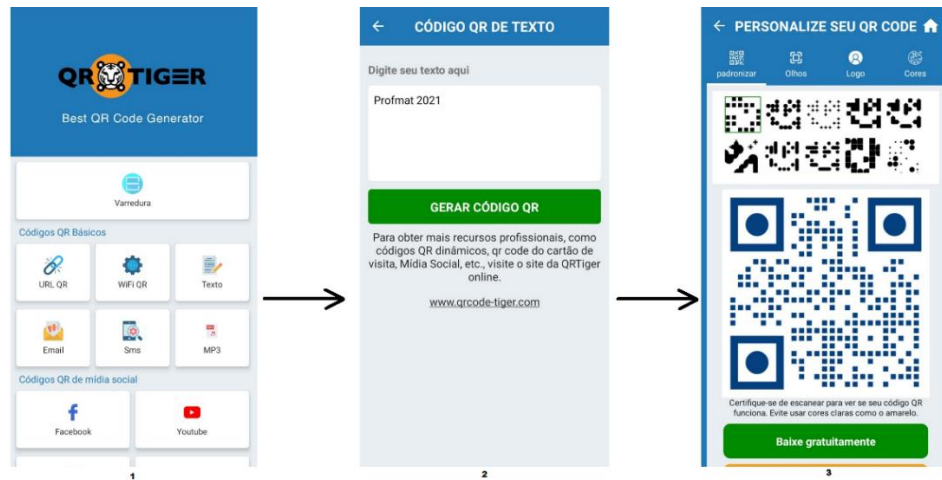 QR TIGER
Best QR Code Generator
Varredura
Códigos QR Básicos
URL QR
WiFi QR
Texto
Email
Sms
MP3
Códigos QR de mídia social
Facebook
Youtube
1
CÓDIGO QR DE TEXTO
Digite seu texto aqui
Profmat 2021
GERAR CÓDIGO QR
Para obter mais recursos profissionais, como
códigos QR dinâmicos, qr code do cartão de
visita, Mídia Social, etc., visite o site da QRTiger
online.
www.qrcode-tiger.com
2
PERSONALIZE SEU QR CODE
padronizar
Olhos
Logo
Cores
Certifique-se de escanear para ver se seu código QR
funciona. Evite usar cores claras como o amarelo.
Baixe gratuitamente
3